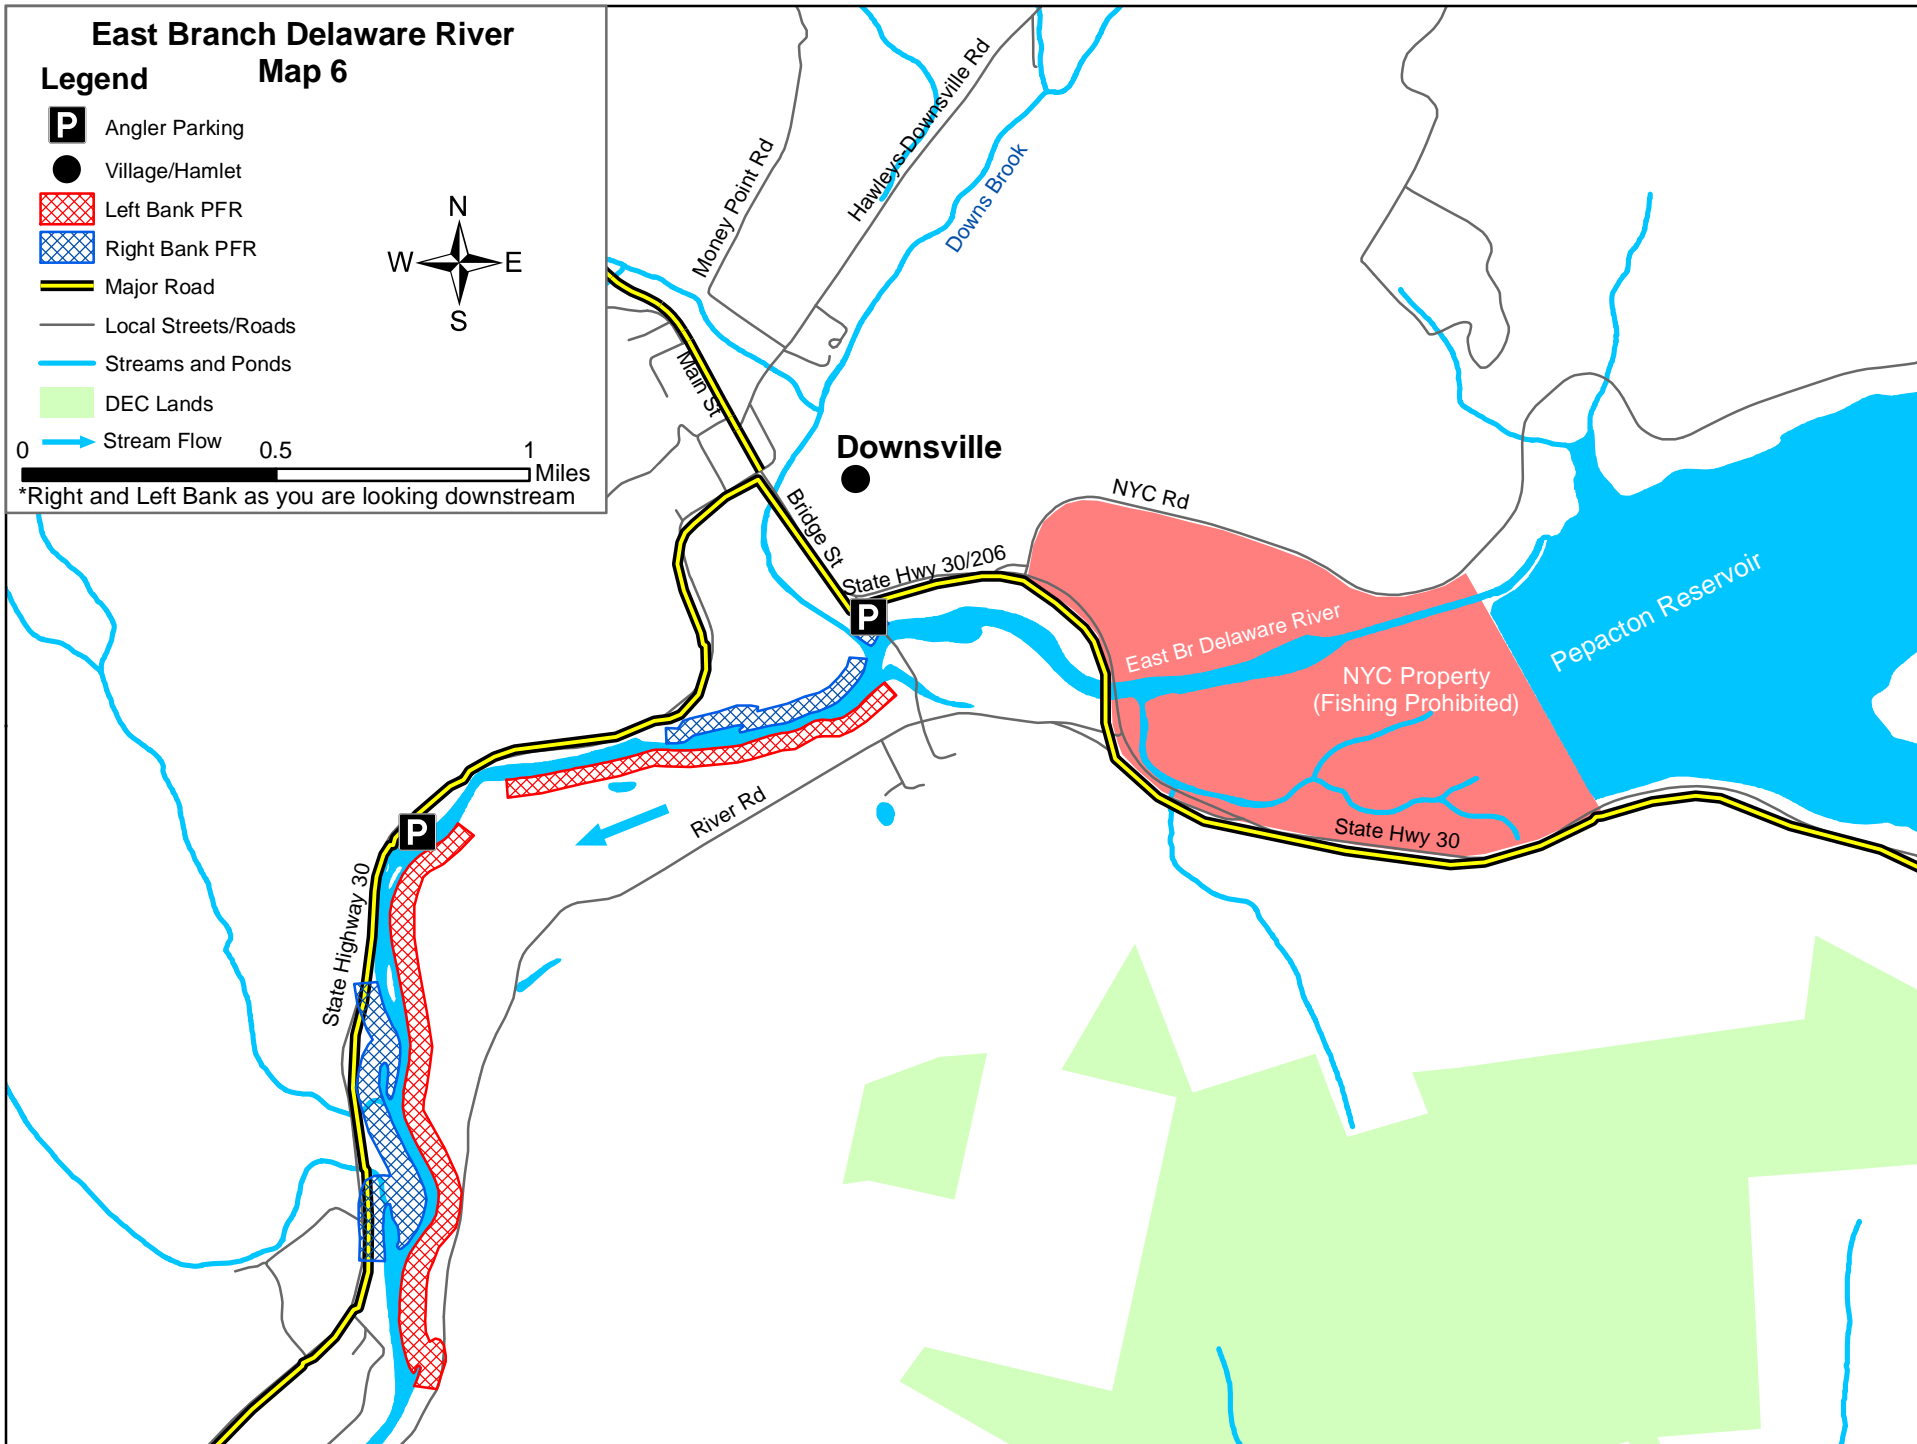 East Branch Delaware River
Map 6
Legend
P Angler Parking
Village/Hamlet
Left Bank PFR
Right Bank PFR
Major Road
Local Streets/Roads
Streams and Ponds
DEC Lands
Stream Flow
N
W E
S
0 0.5 1
Miles
*Right and Left Bank as you are looking downstream
Money Point Rd
Hawleys-Downsville Rd
Downs Brook
Main St
Downsville
Bridge St
NYC Rd
State Hwy 30/206
P
East Br Delaware River
Pepacton Reservoir
NYC Property
(Fishing Prohibited)
River Rd
State Hwy 30
P
State Highway 30